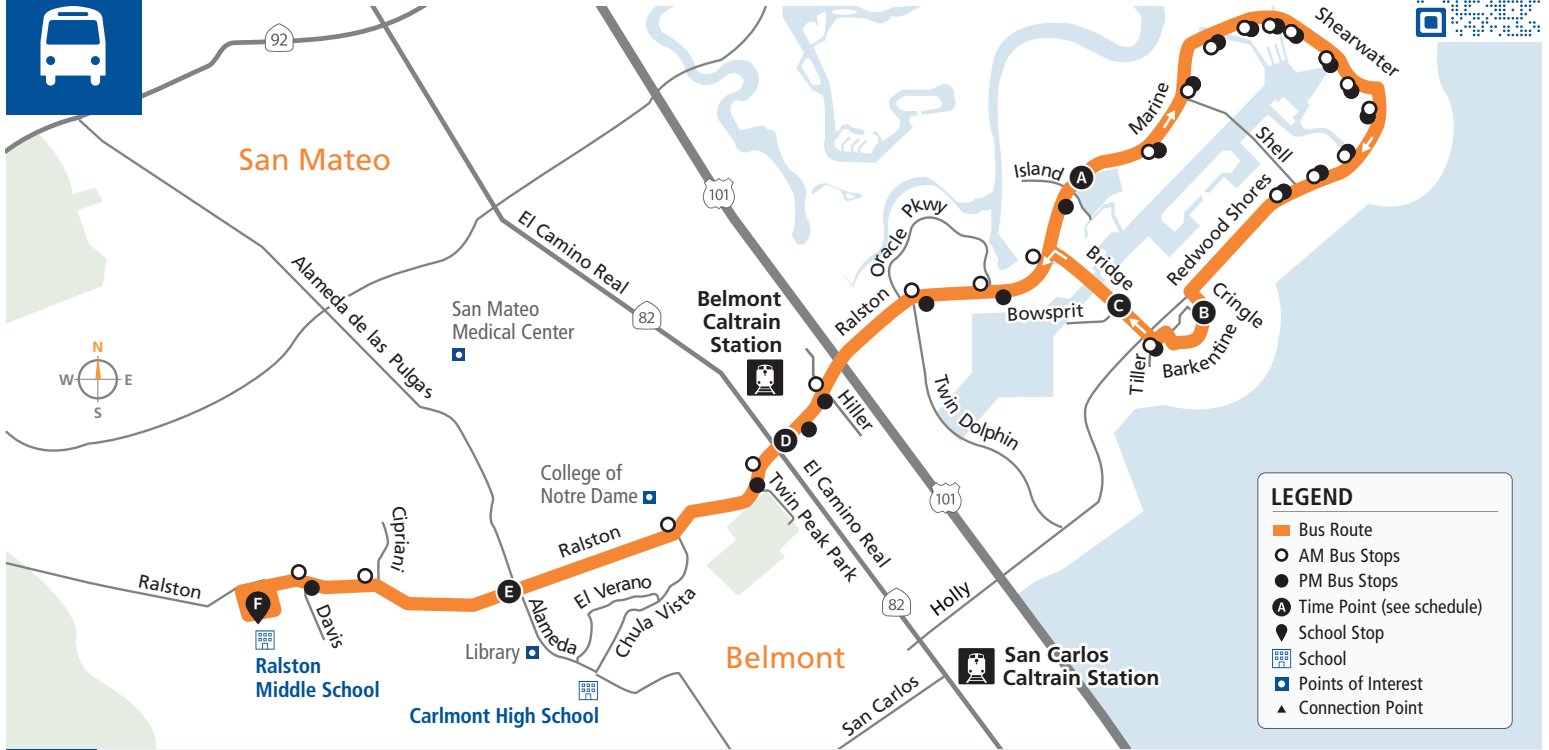 92
San Mateo
101
Shearwater
Marine
Shell
Island
A
Oracle Pkwy
Redwood Shores
El Camino Real
82
Alameda de las Pulgas
San Mateo
Medical Center
Belmont
Caltrain
Station
Ralston
Bridge
Bowsprit
C
B
Cringle
Barkentine
Tiller
N
W
E
S
Hiller
Twin Dolphin
D
College of
Notre Dame
Twin Peak Park
El Camino Real
101
Cipriani
Ralston
Ralston
F
E
Davis
El Verano
Chula Vista
Alameda
Library
82
Holly
Ralston
Middle School
Carlmont High School
Belmont
San Carlos
San Carlos
Caltrain Station
LEGEND
Bus Route
AM Bus Stops
PM Bus Stops
A
Time Point (see schedule)
School Stop
School
Points of Interest
Connection Point